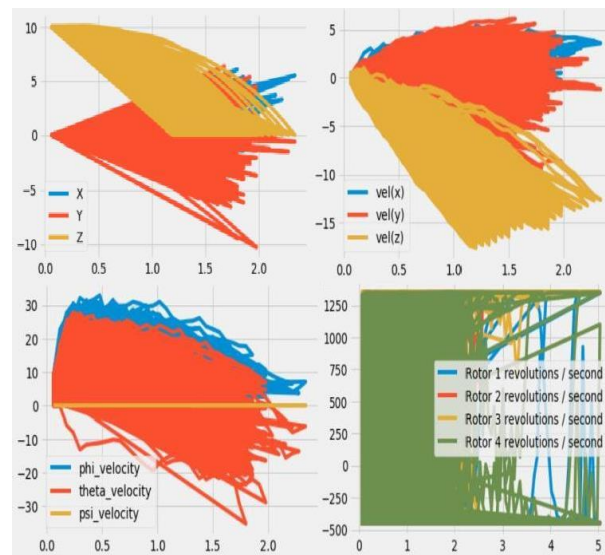 10
5
0
−5
−10
X
Y
Z
0.0 0.5 1.0 1.5 2.0
5
0
−5
−10
−15
vel(x)
vel(y)
vel(z)
0.0 0.5 1.0 1.5 2.0 2.5
30
20
10
0
−10
−20
−30
phi_velocity
theta_velocity
psi_velocity
0.0 0.5 1.0 1.5 2.0
1250
1000
750
500
250
0
−250
−500
Rotor 1 revolutions / second
Rotor 2 revolutions / second
Rotor 3 revolutions / second
Rotor 4 revolutions / second
0 1 2 3 4 5